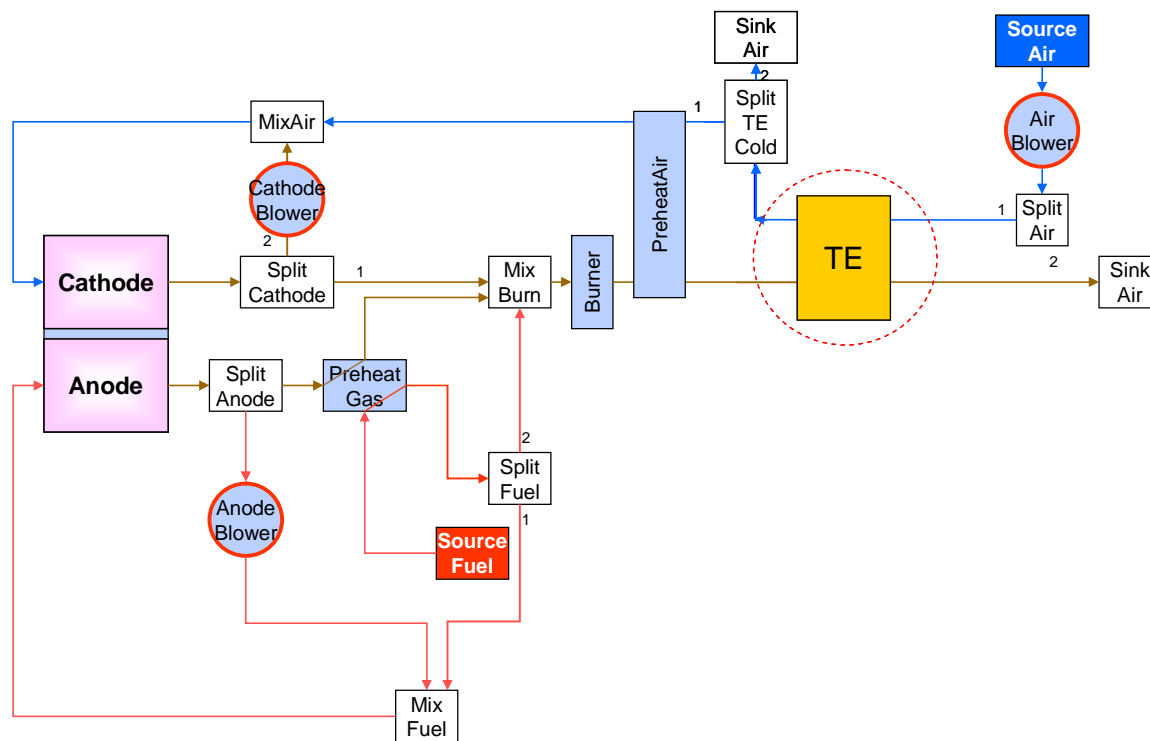 Sink
Air
Source
Air
2
1
Split
TE
Cold
MixAir
Air
Blower
Cathode
Blower
PreheatAir
1
Split
Air
2
Split
Cathode
1
Mix
Burn
Burner
TE
2
Sink
Air
Cathode
Anode
Split
Anode
Preheat
Gas
2
Split
Fuel
1
Anode
Blower
Source
Fuel
Mix
Fuel